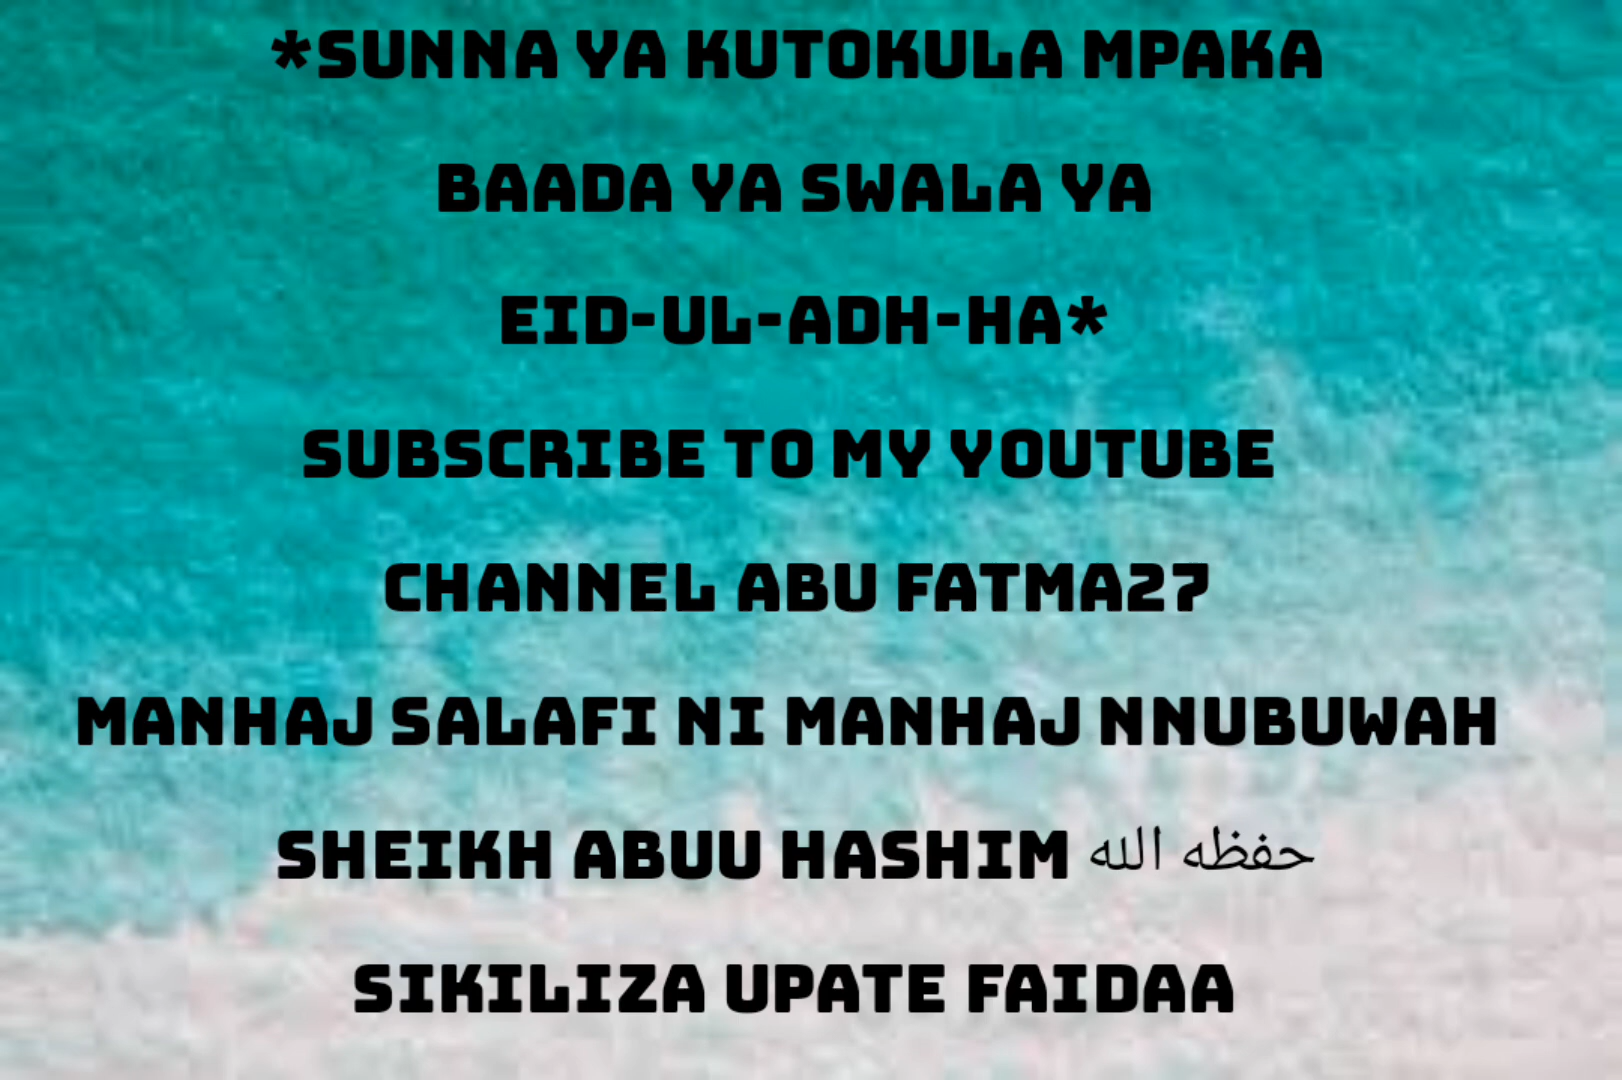 *SUNNA YA KUTOKULA MPAKA
BAADA YA SWALA YA
EID-UL-ADH-HA*
SUBSCRIBE TO MY YOUTUBE
CHANNEL ABU FATMA27
MANHAJ SALAFI NI MANHAJ NNUBUWAH
SHEIKH ABUU HASHIM حفظه الله
SIKILIZA UPATE FAIDAA